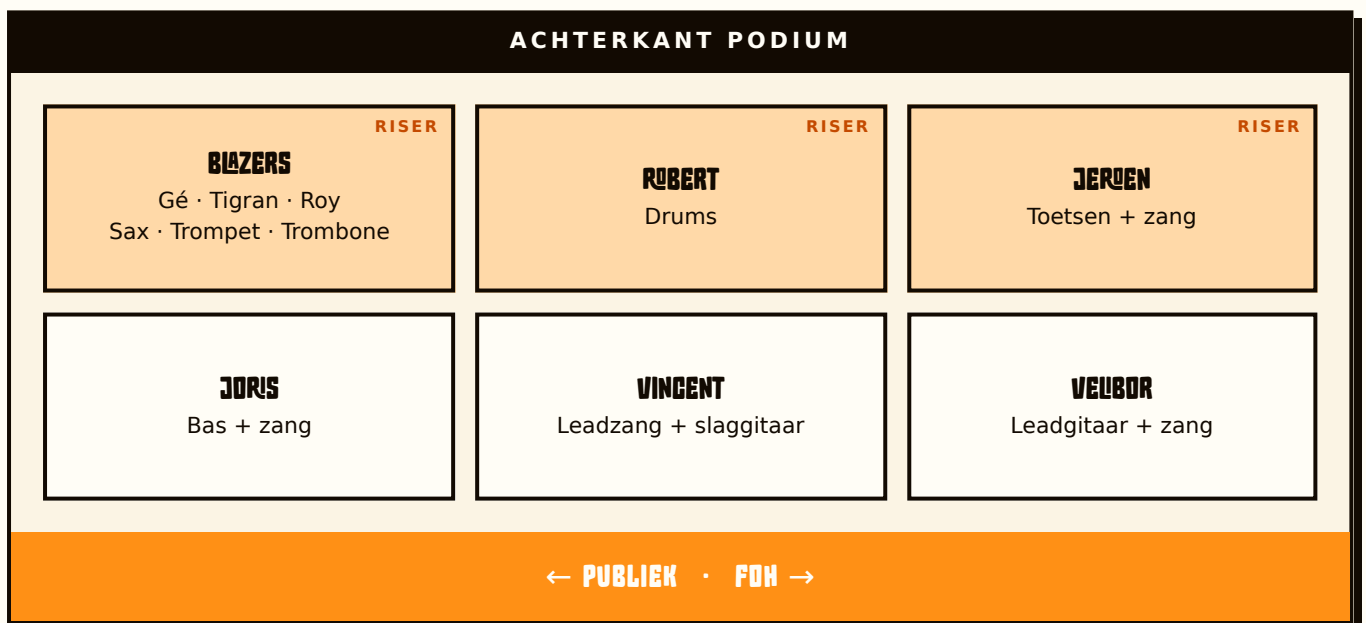 ACHTERKANT PODIUM
RISER
BLAZERS
Gé · Tigran · Roy
Sax · Trompet · Trombone
RISER
ROBERT
Drums
RISER
JEROEN
Toetsen + zang
JORIS
Bas + zang
VINCENT
Leadzang + slaggitaar
VELIBOR
Leadgitaar + zang
← PUBLIEK · FOH →